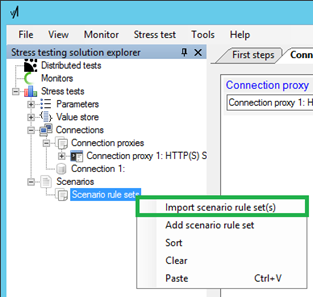 File View Monitor Stress test Tools Help
Stress testing solution explorer
First steps Conn
Distributed tests
Monitors
Stress tests
Parameters
Value store
Connections
Connection proxies
Connection proxy 1: HTTP(S) S
Connection 1:
Scenarios
Scenario rule sets
Connection proxy
Connection proxy 1: H
Import scenario rule set(s)
Add scenario rule set
Sort
Clear
Paste Ctrl+V